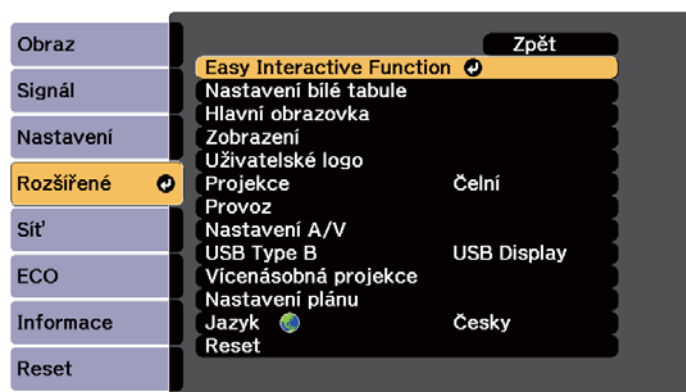 Obraz
Signál
Nastavení
Rozšířené
Síť
ECO
Informace
Reset
Zpět
Easy Interactive Function
Nastavení bílé tabule
Hlavní obrazovka
Zobrazení
Uživatelské logo
Projekce Čelní
Provoz
Nastavení A/V
USB Type B USB Display
Vícenásobná projekce
Nastavení plánu
Jazyk Česky
Reset